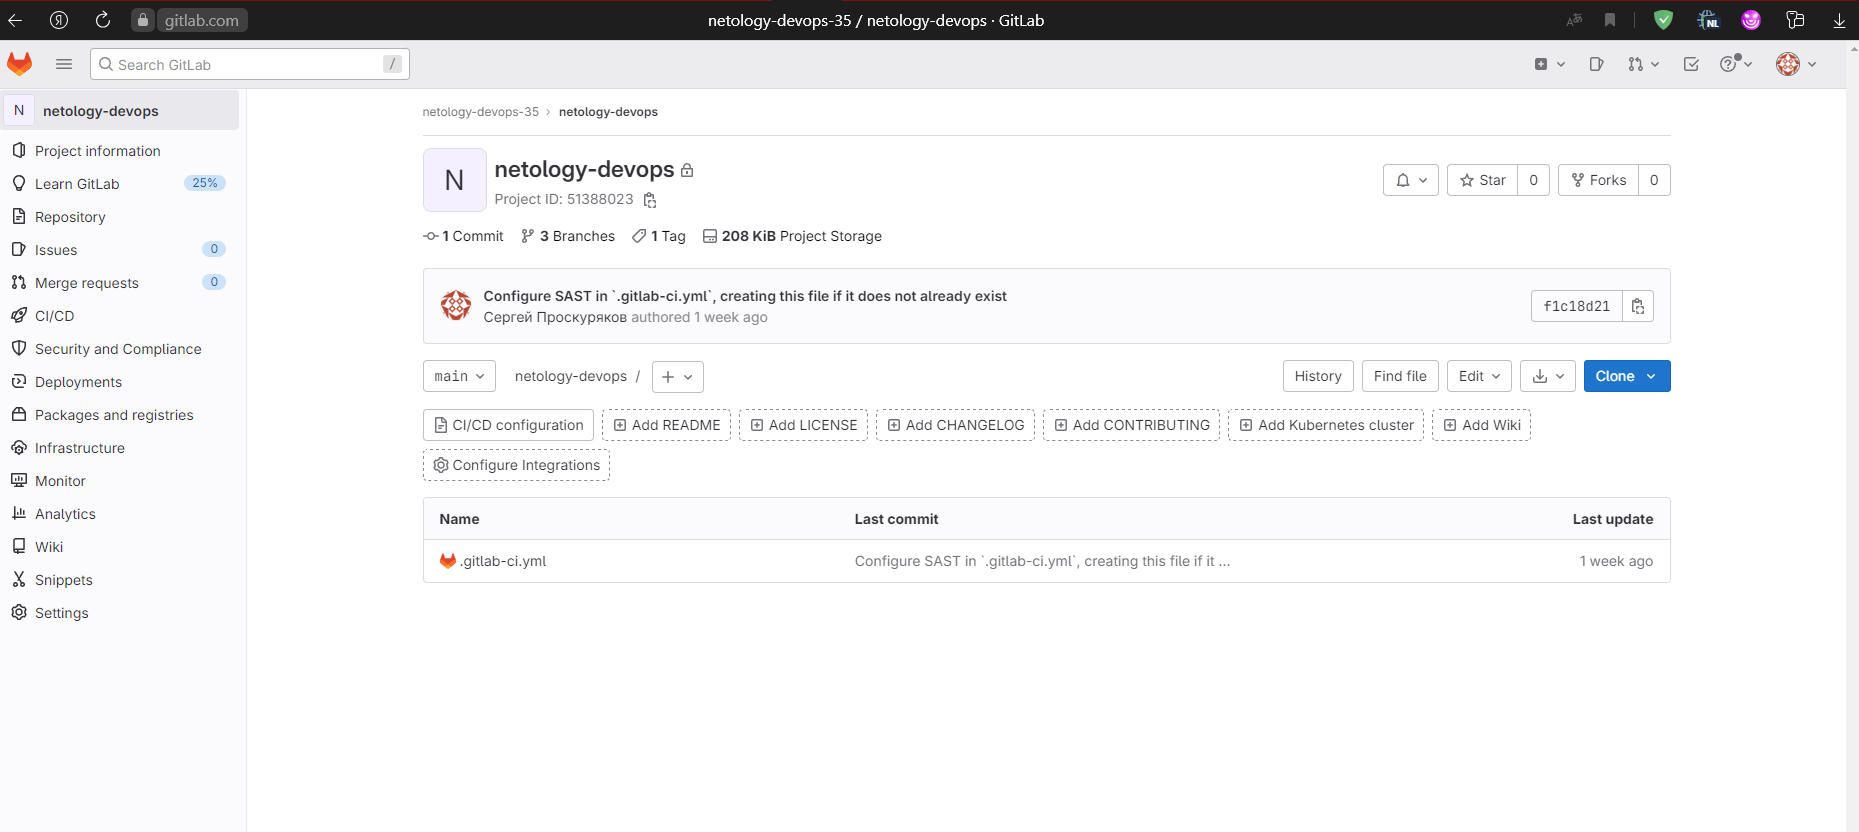 gitlab.com
netology-devops-35 / netology-devops · GitLab
NL
Search GitLab /
N netology-devops
Project information
Learn GitLab 25%
Repository
Issues 0
Merge requests 0
CI/CD
Security and Compliance
Deployments
Packages and registries
Infrastructure
Monitor
Analytics
Wiki
Snippets
Settings
netology-devops-35 › netology-devops
N
netology-devops
Project ID: 51388023
Star 0 Forks 0
1 Commit 3 Branches 1 Tag 208 KiB Project Storage
Configure SAST in `.gitlab-ci.yml`, creating this file if it does not already exist
Сергей Проскуряков authored 1 week ago
f1c18d21
main netology-devops / + History Find file Edit Clone
CI/CD configuration Add README Add LICENSE Add CHANGELOG Add CONTRIBUTING Add Kubernetes cluster Add Wiki
Configure Integrations
Name Last commit Last update
.gitlab-ci.yml Configure SAST in `.gitlab-ci.yml`, creating this file if it ... 1 week ago